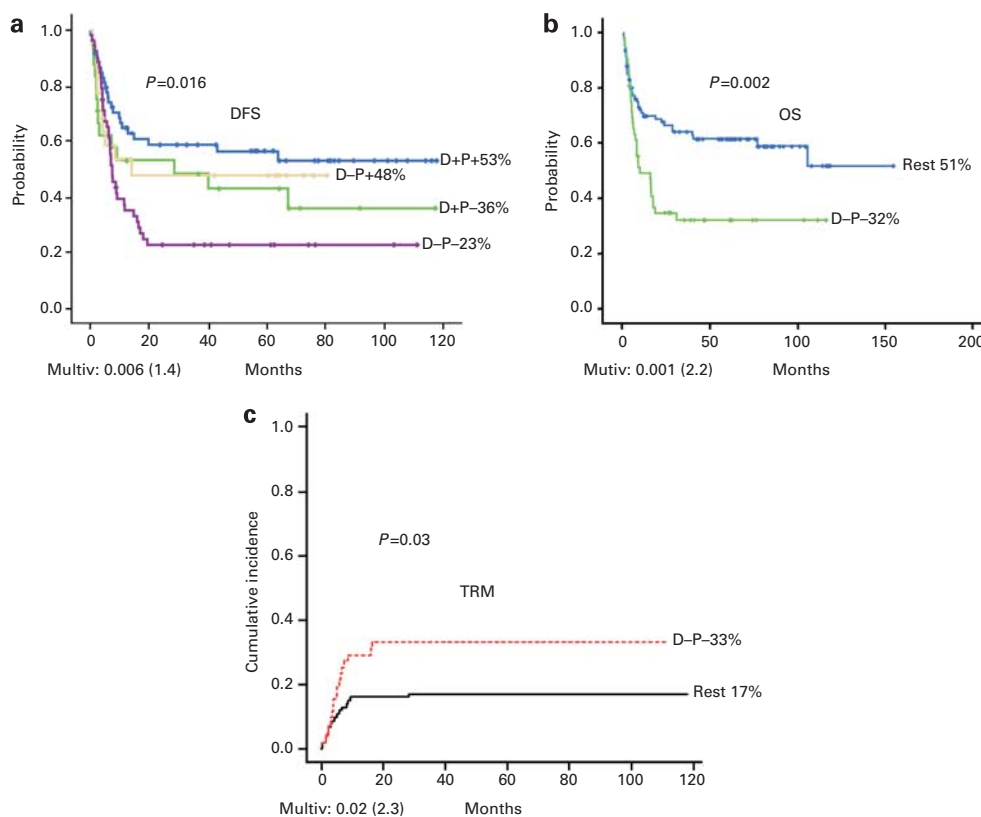 a
1.0
0.8
0.6
0.4
0.2
0.0
Probability
P=0.016
DFS
D+P+53%
D–P+48%
D+P–36%
D–P–23%
0 20 40 60 80 100 120
Multiv: 0.006 (1.4) Months
b
1.0
0.8
0.6
0.4
0.2
0.0
Probability
P=0.002
OS
Rest 51%
D–P–32%
0 50 100 150 200
Mutiv: 0.001 (2.2) Months
c
1.0
0.8
0.6
0.4
0.2
0.0
Cumulative incidence
P=0.03
TRM
D–P–33%
Rest 17%
0 20 40 60 80 100 120
Multiv: 0.02 (2.3) Months